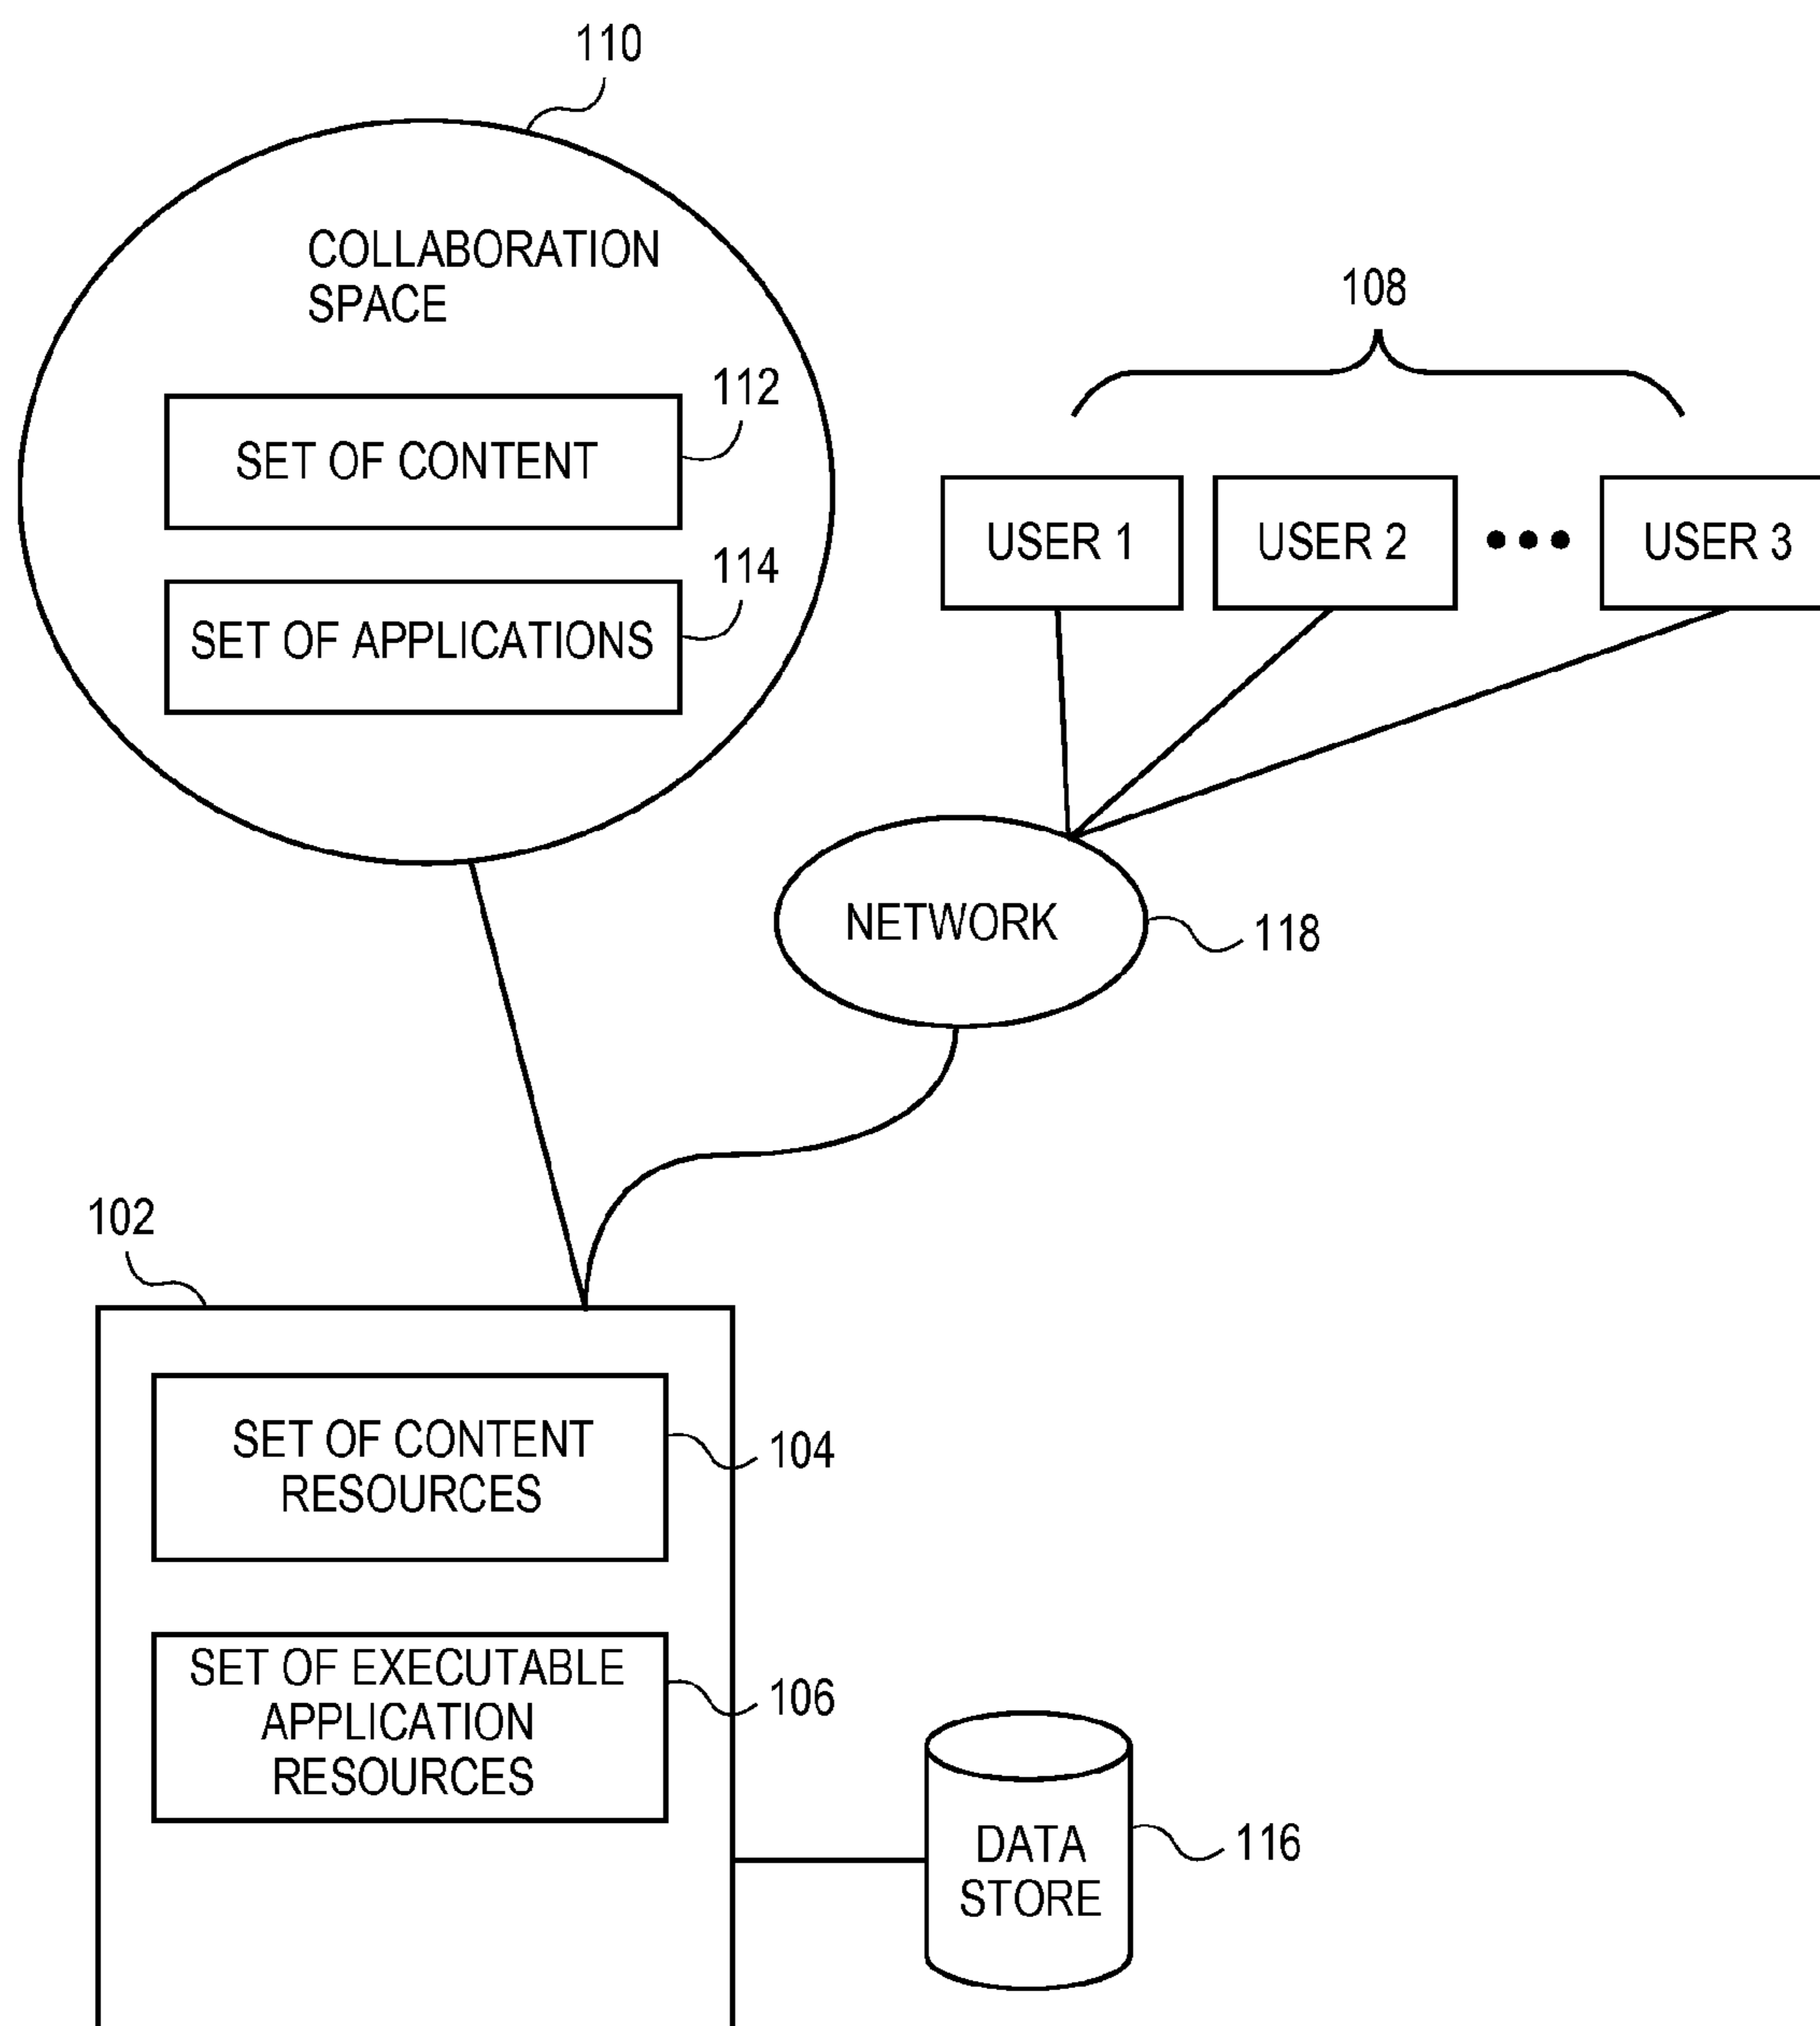 110
COLLABORATION
SPACE
112
SET OF CONTENT
114
SET OF APPLICATIONS
108
USER 1
USER 2
USER 3
NETWORK
118
102
SET OF CONTENT
RESOURCES
104
SET OF EXECUTABLE
APPLICATION
RESOURCES
106
DATA
STORE
116